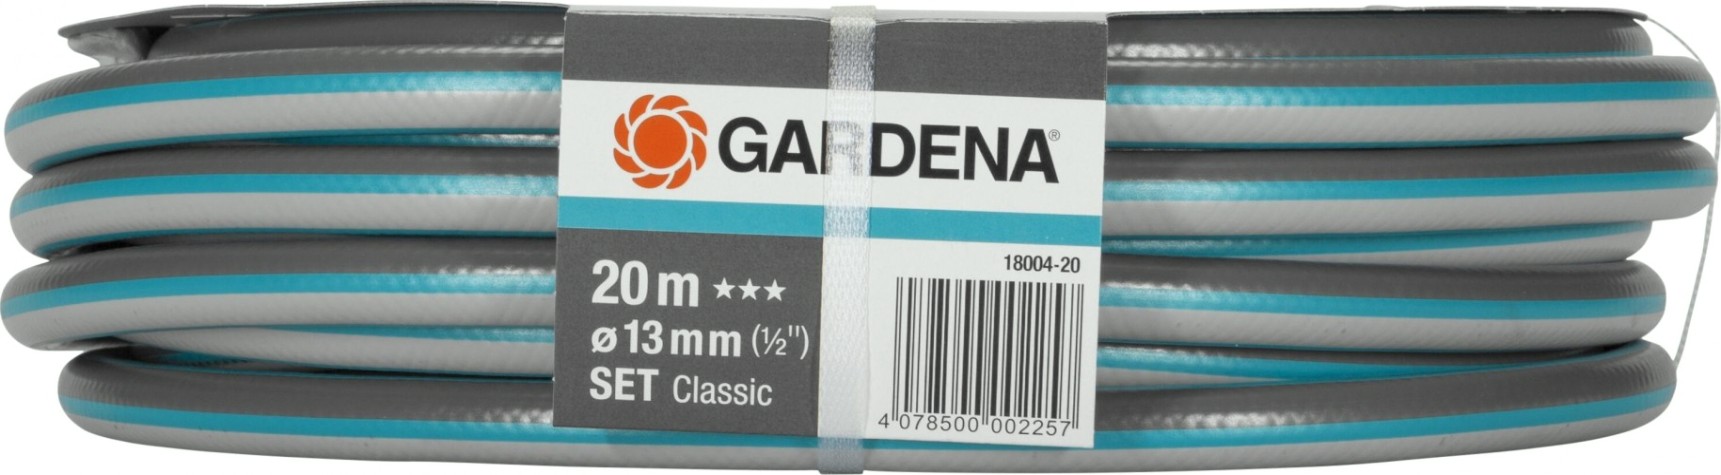 GARDENA®
20 m ★★★
ø 13 mm (½")
SET Classic
18004-20
4 078500 002257